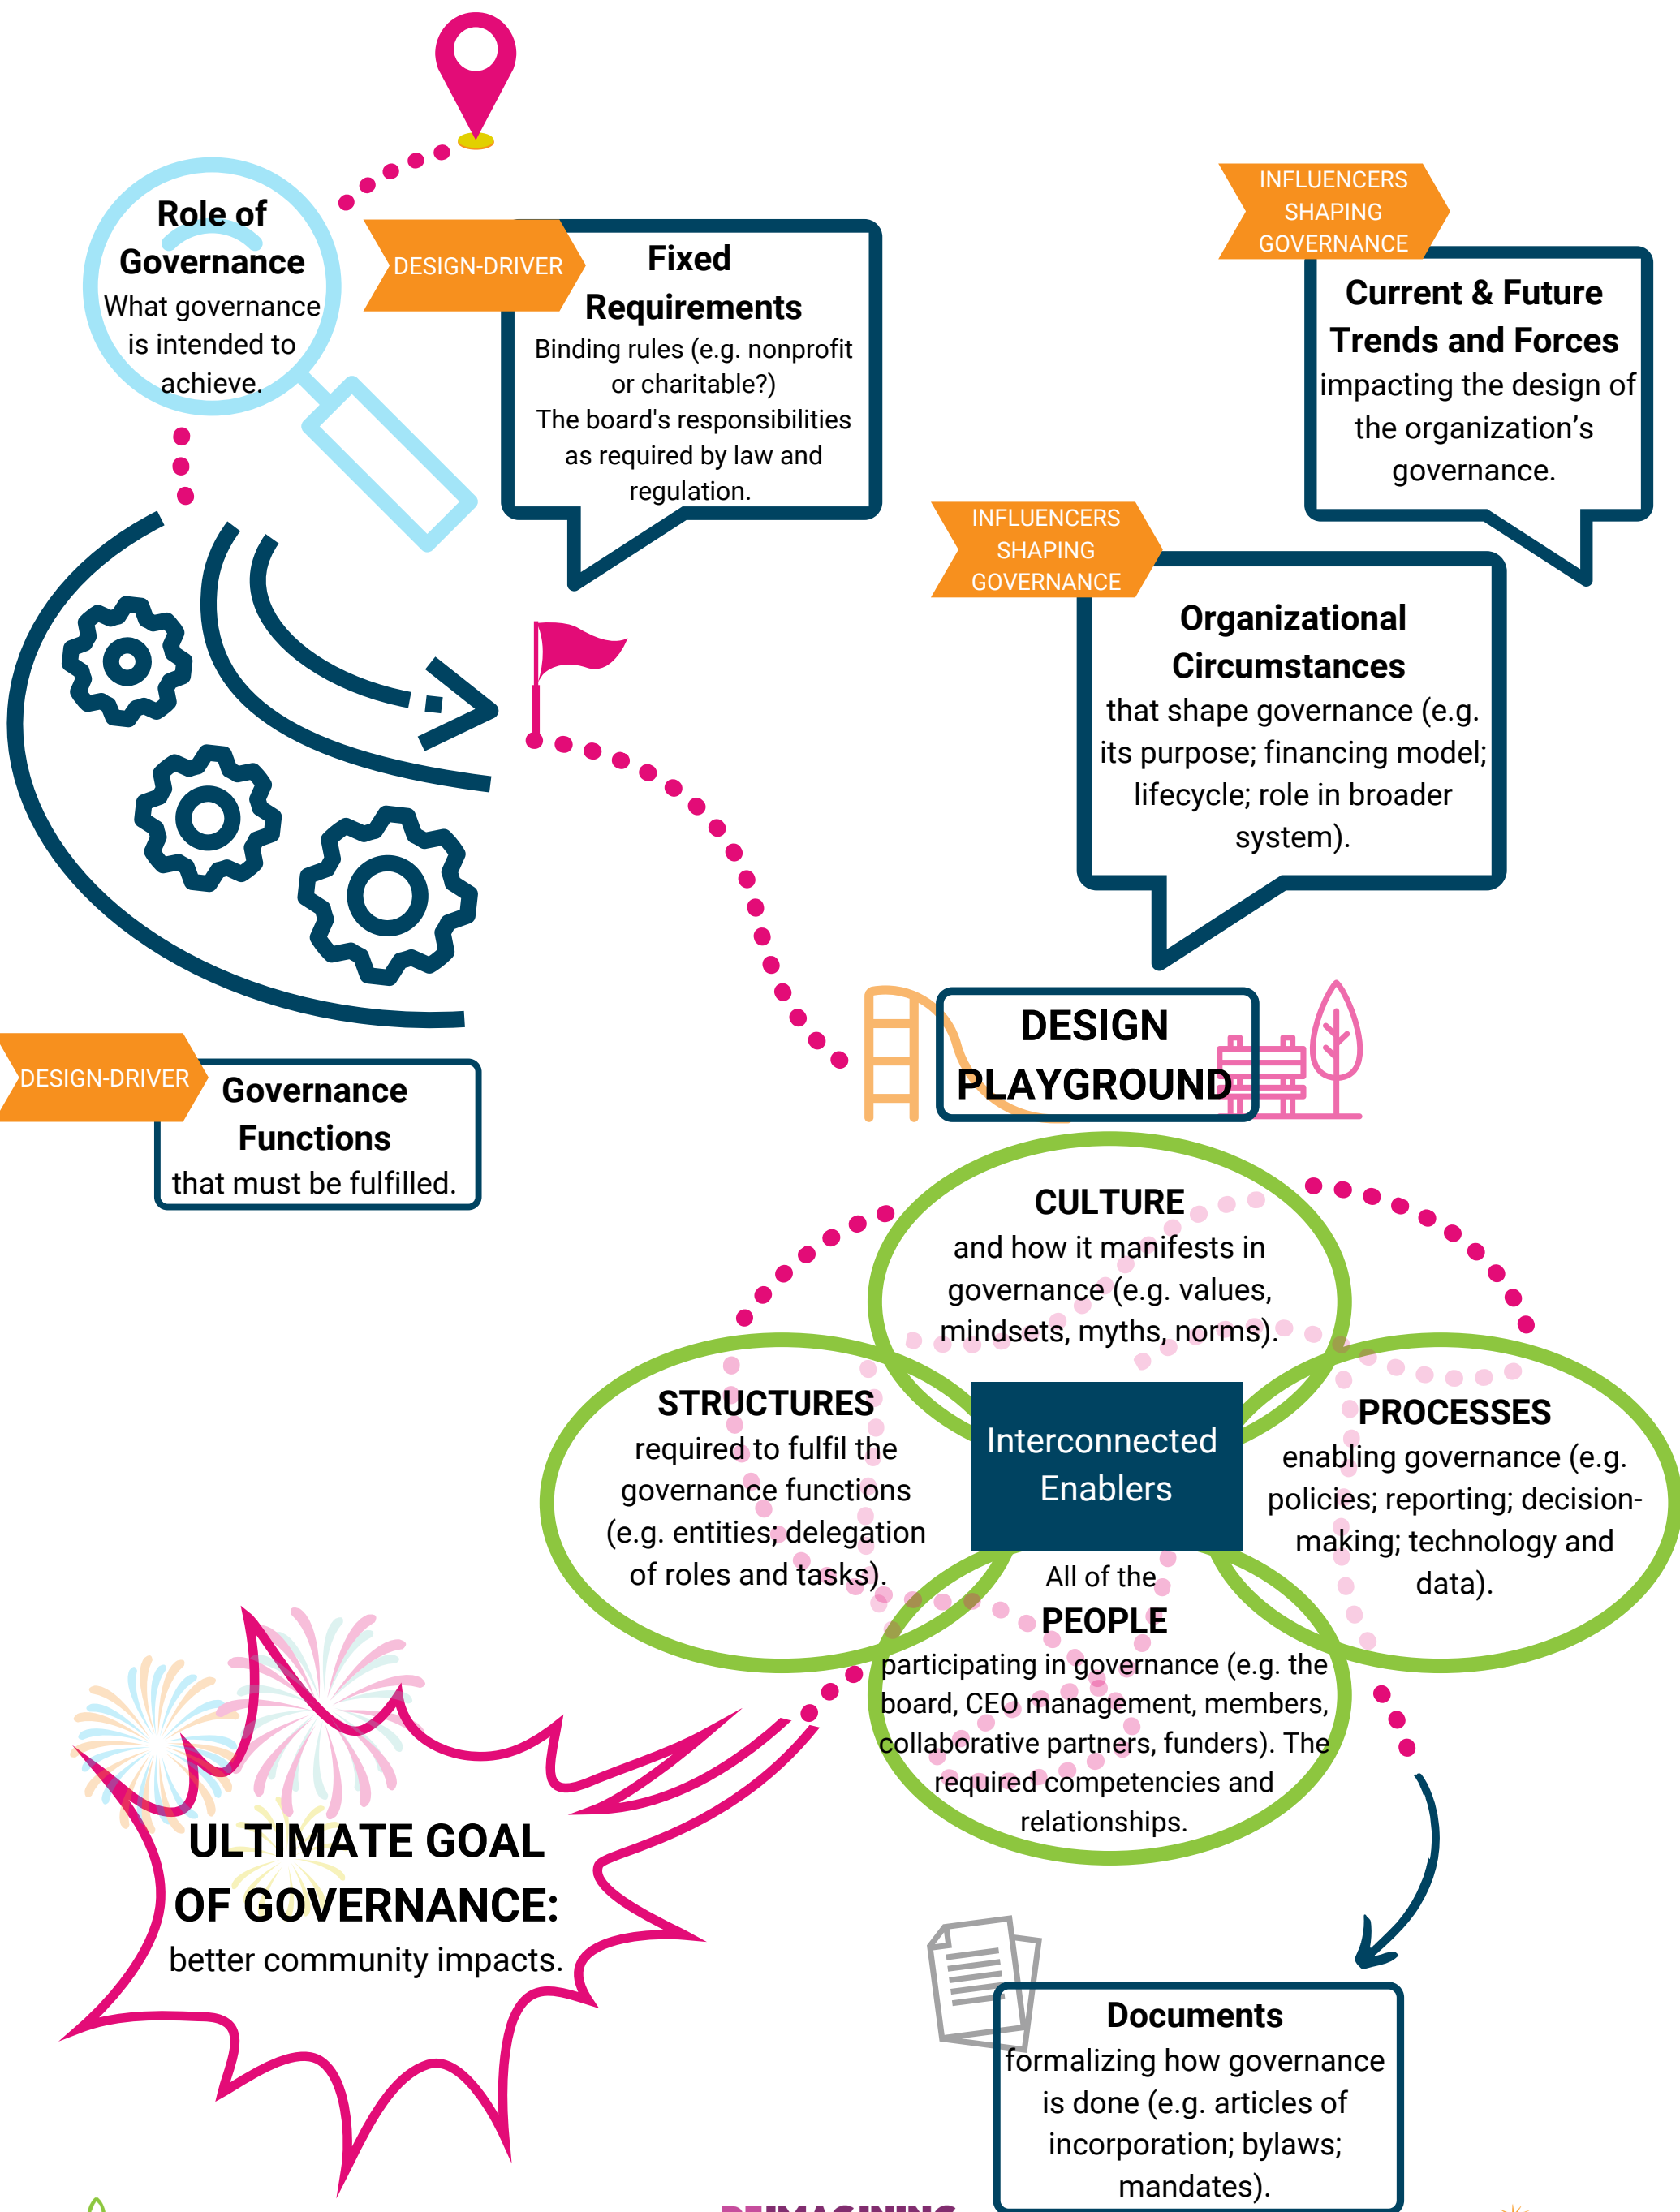 Role of
Governance
What governance
is intended to
achieve.
DESIGN-DRIVER
Fixed
Requirements
Binding rules (e.g. nonprofit
or charitable?)
The board's responsibilities
as required by law and
regulation.
INFLUENCERS
SHAPING
GOVERNANCE
Current & Future
Trends and Forces
impacting the design of
the organization’s
governance.
INFLUENCERS
SHAPING
GOVERNANCE
Organizational
Circumstances
that shape governance (e.g.
its purpose; financing model;
lifecycle; role in broader
system).
DESIGN-DRIVER
Governance
Functions
that must be fulfilled.
DESIGN
PLAYGROUND
CULTURE
and how it manifests in
governance (e.g. values,
mindsets, myths, norms).
STRUCTURES
required to fulfil the
governance functions
(e.g. entities; delegation
of roles and tasks).
Interconnected
Enablers
PROCESSES
enabling governance (e.g.
policies; reporting; decision-
making; technology and
data).
All of the
PEOPLE
participating in governance (e.g. the
board, CEO management, members,
collaborative partners, funders). The
required competencies and
relationships.
ULTIMATE GOAL
OF GOVERNANCE:
better community impacts.
Documents
formalizing how governance
is done (e.g. articles of
incorporation; bylaws;
mandates).
REIMAGINING